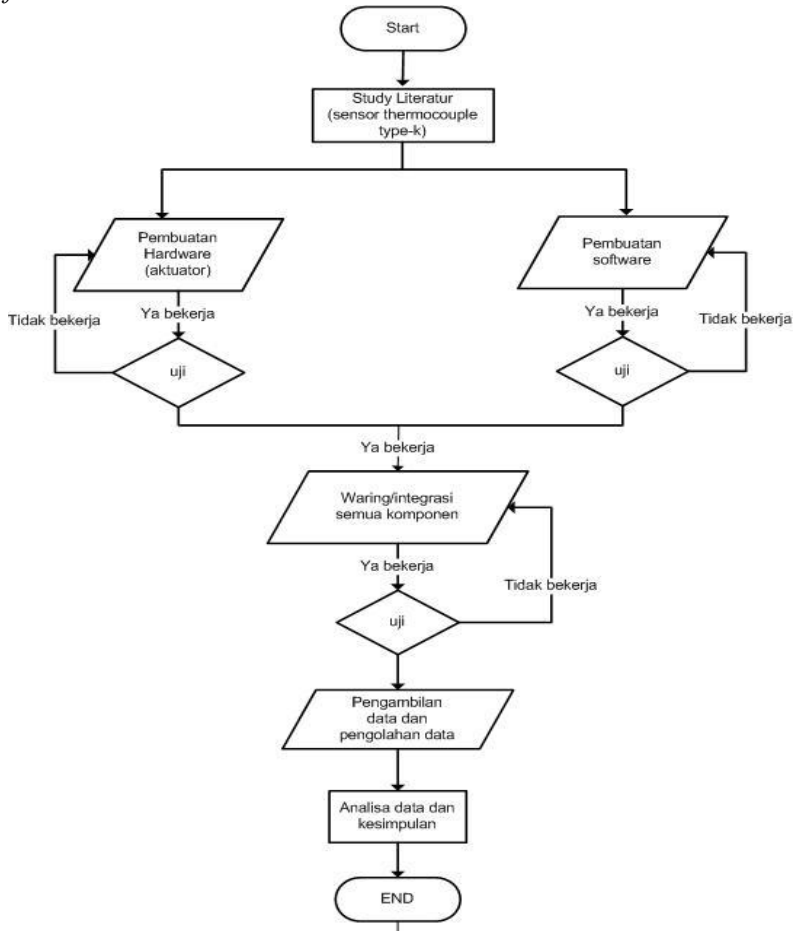 Start
Study Literatur
(sensor thermocouple
type-k)
Pembuatan
Hardware
(aktuator)
Pembuatan
software
Ya bekerja
Ya bekerja
Tidak bekerja
Tidak bekerja
uji
uji
Ya bekerja
Waring/integrasi
semua komponen
Ya bekerja
Tidak bekerja
uji
Pengambilan
data dan
pengolahan data
Analisa data dan
kesimpulan
END